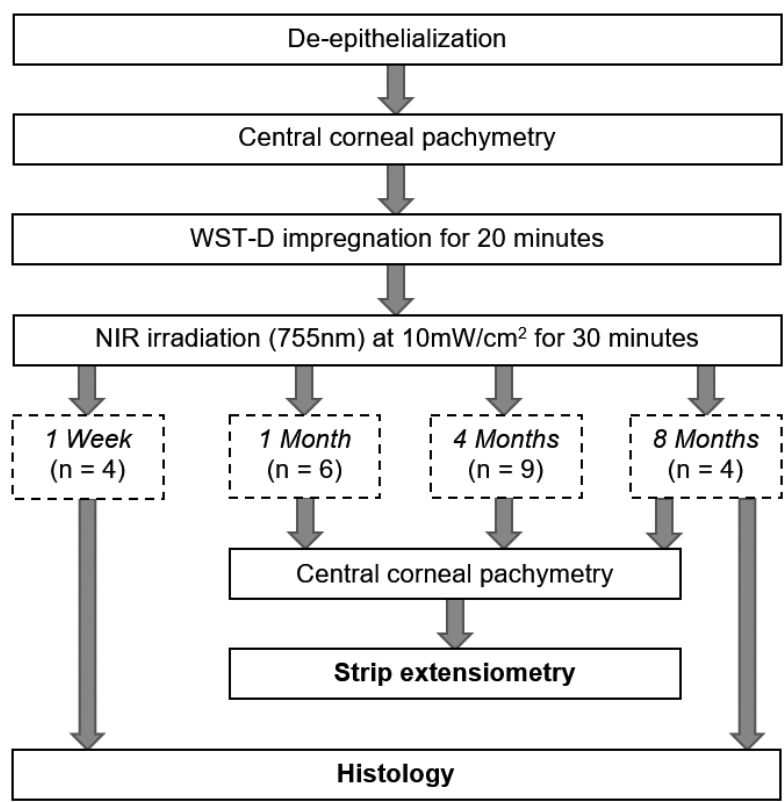 De-epithelialization
Central corneal pachymetry
WST-D impregnation for 20 minutes
NIR irradiation (755nm) at 10mW/cm² for 30 minutes
1 Week
(n = 4)
1 Month
(n = 6)
4 Months
(n = 9)
8 Months
(n = 4)
Central corneal pachymetry
Strip extensiometry
Histology